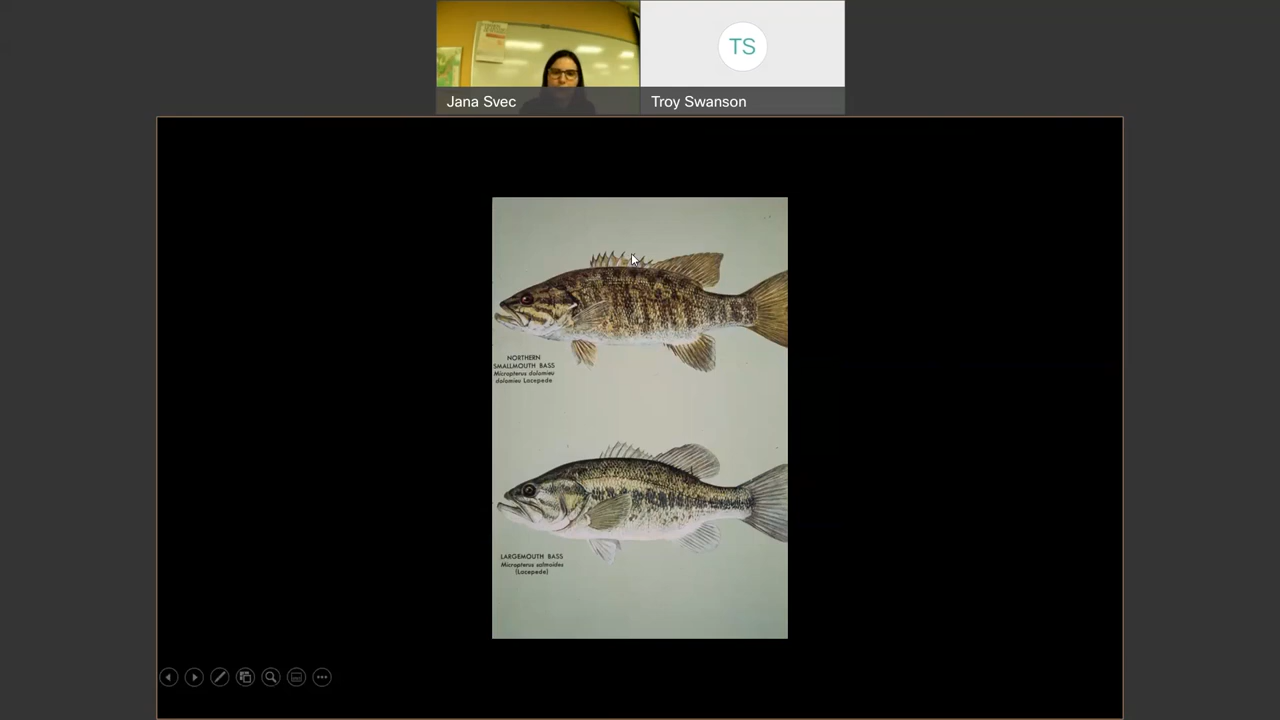 TS
Jana Svec
Troy Swanson
NORTHERN
SMALLMOUTH BASS
Micropterus dolomieu
dolomieu Lacepede
LARGEMOUTH BASS
Micropterus salmoides
(Lacepede)